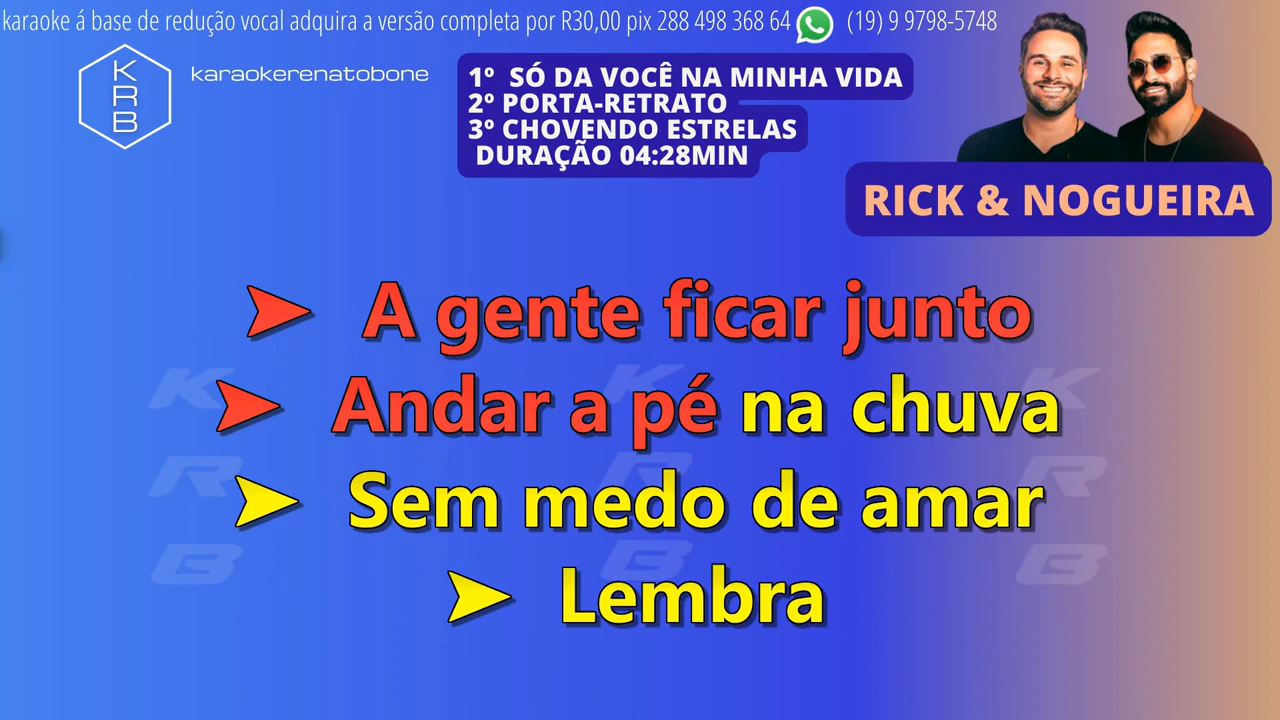 karaoke á base de redução vocal adquira a versão completa por R30,00 pix 288 498 368 64 (19) 9 9798-5748
K
R
B
karaokerenatobone
1º SÓ DA VOCÊ NA MINHA VIDA
2º PORTA-RETRATO
3º CHOVENDO ESTRELAS
DURAÇÃO 04:28MIN
RICK & NOGUEIRA
➤ A gente ficar junto
➤ Andar a pé na chuva
➤ Sem medo de amar
➤ Lembra
K K K
R R R
B B B